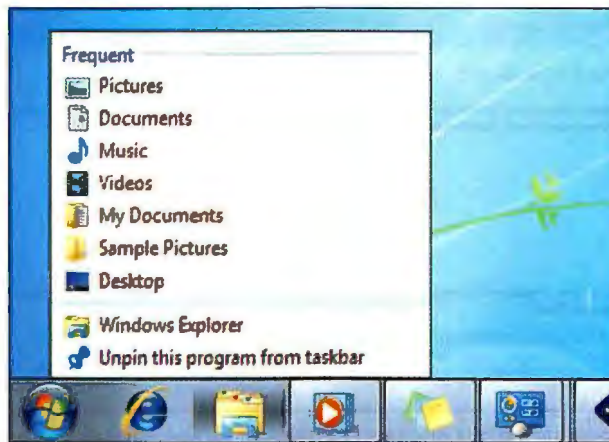 Frequent
Pictures
Documents
Music
Videos
My Documents
Sample Pictures
Desktop
Windows Explorer
Unpin this program from taskbar